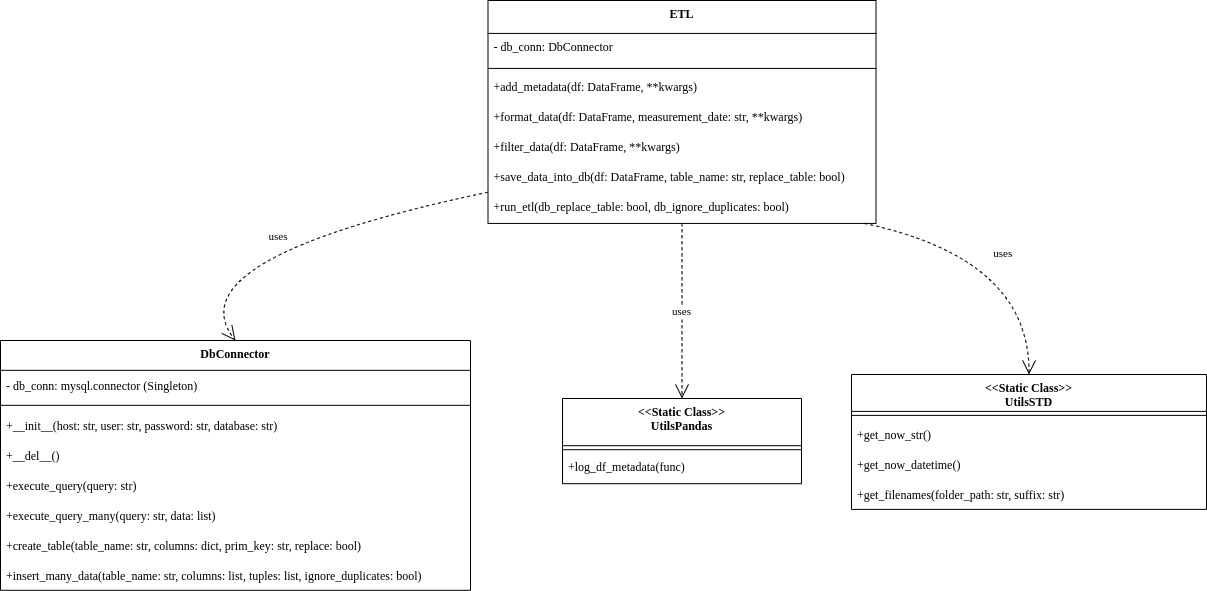 ETL
- db_conn: DbConnector
+add_metadata(df: DataFrame, **kwargs)
+format_data(df: DataFrame, measurement_date: str, **kwargs)
+filter_data(df: DataFrame, **kwargs)
+save_data_into_db(df: DataFrame, table_name: str, replace_table: bool)
+run_etl(db_replace_table: bool, db_ignore_duplicates: bool)
uses
uses
uses
DbConnector
- db_conn: mysql.connector (Singleton)
+__init__(host: str, user: str, password: str, database: str)
+__del__()
+execute_query(query: str)
+execute_query_many(query: str, data: list)
+create_table(table_name: str, columns: dict, prim_key: str, replace: bool)
+insert_many_data(table_name: str, columns: list, tuples: list, ignore_duplicates: bool)
<<Static Class>>
UtilsPandas
+log_df_metadata(func)
<<Static Class>>
UtilsSTD
+get_now_str()
+get_now_datetime()
+get_filenames(folder_path: str, suffix: str)